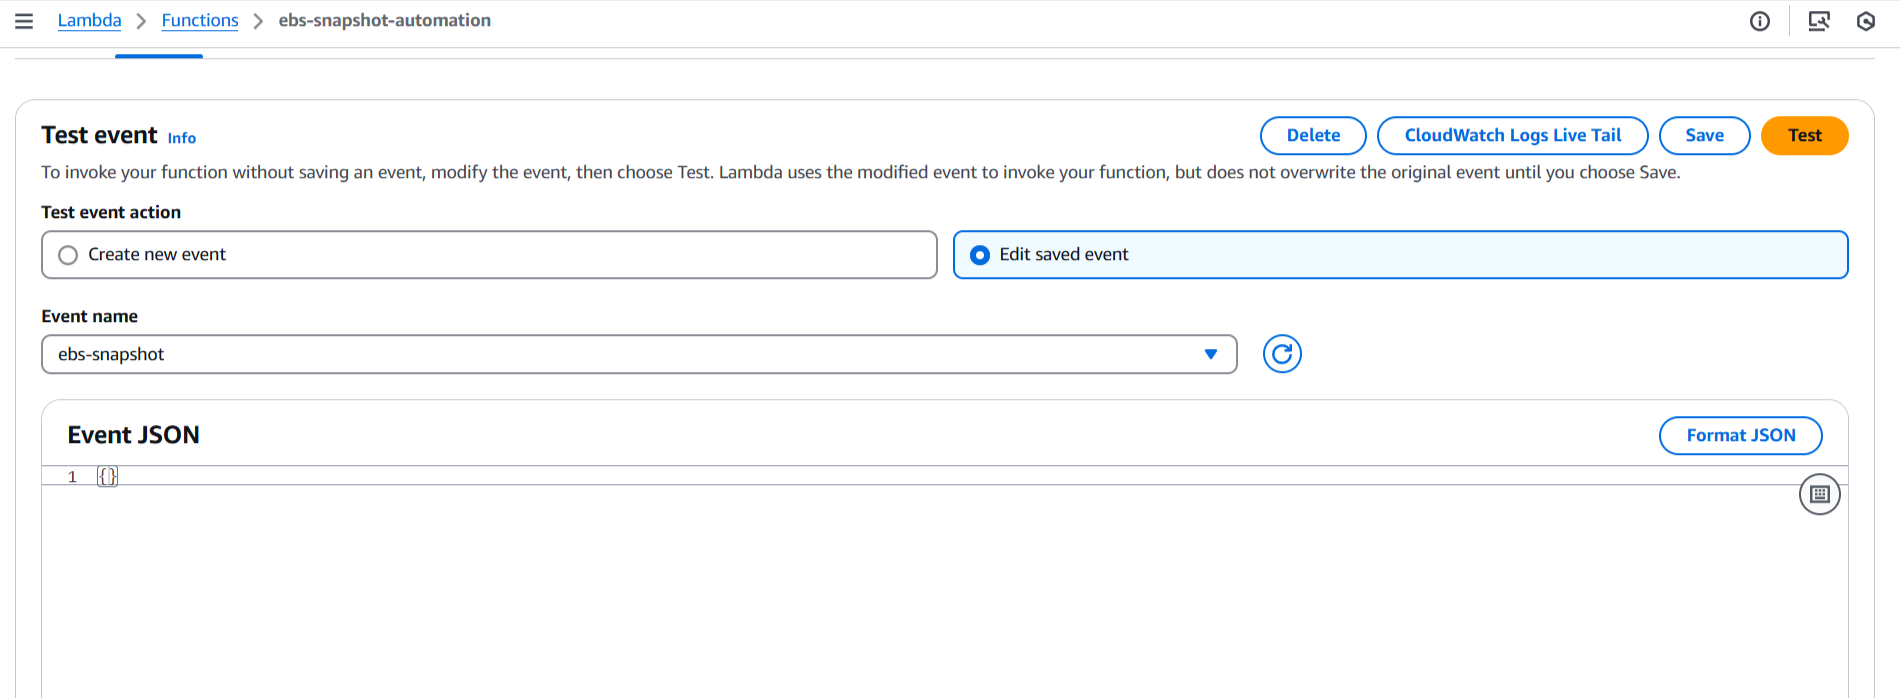 Lambda > Functions > ebs-snapshot-automation
Test event Info
Delete CloudWatch Logs Live Tail Save Test
To invoke your function without saving an event, modify the event, then choose Test. Lambda uses the modified event to invoke your function, but does not overwrite the original event until you choose Save.
Test event action
Create new event Edit saved event
Event name
ebs-snapshot
Event JSON Format JSON
1 {}